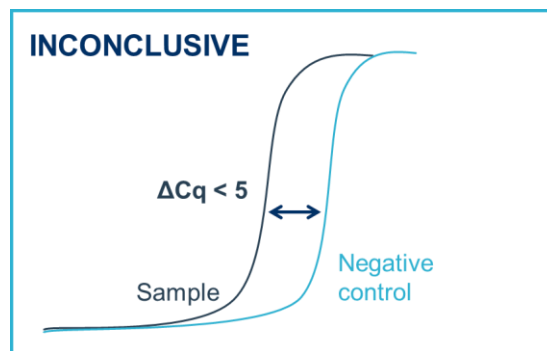 INCONCLUSIVE
ΔCq < 5
Sample
Negative
control